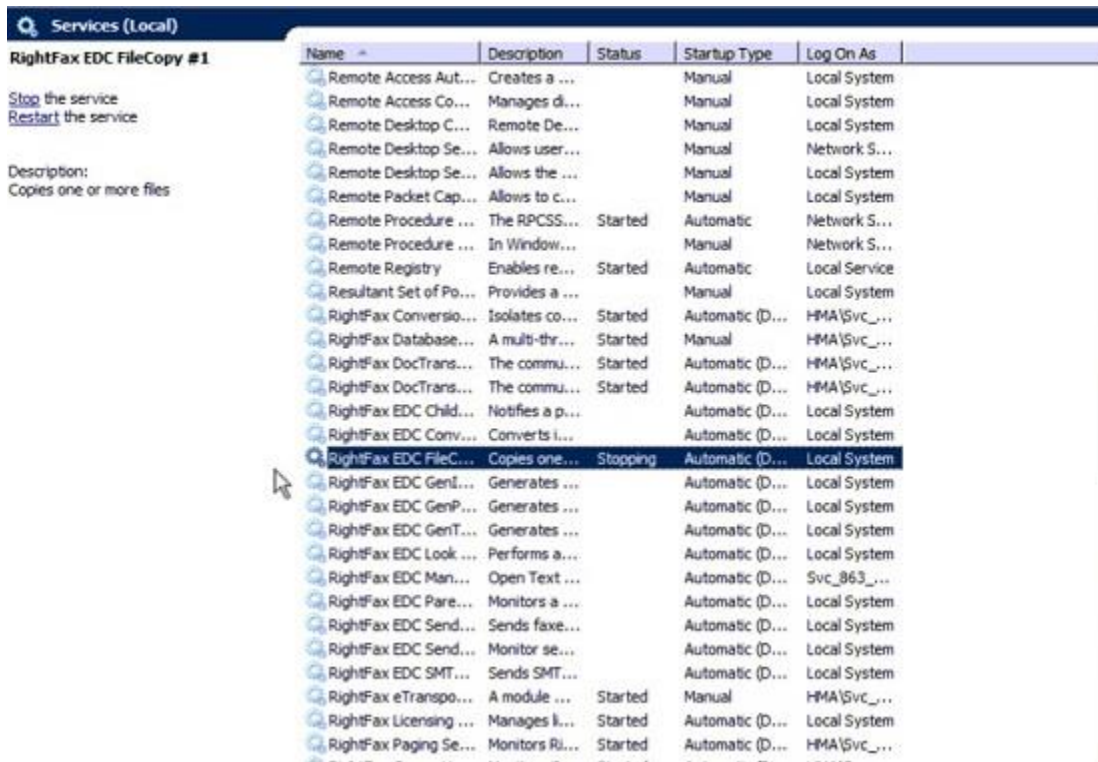 Services (Local)
RightFax EDC FileCopy #1
Stop the service
Restart the service
Description:
Copies one or more files
Name Description Status Startup Type Log On As
Remote Access Aut... Creates a ... Manual Local System
Remote Access Co... Manages di... Manual Local System
Remote Desktop C... Remote De... Manual Local System
Remote Desktop Se... Allows user... Manual Network S...
Remote Desktop Se... Allows the ... Manual Local System
Remote Packet Cap... Allows to c... Manual Local System
Remote Procedure ... The RPCSS... Started Automatic Network S...
Remote Procedure ... In Window... Manual Network S...
Remote Registry Enables re... Started Automatic Local Service
Resultant Set of Po... Provides a ... Manual Local System
RightFax Conversio... Isolates co... Started Automatic (D... HMA\Svc_...
RightFax Database... A multi-thr... Started Manual HMA\Svc_...
RightFax DocTrans... The commu... Started Automatic (D... HMA\Svc_...
RightFax DocTrans... The commu... Started Automatic (D... HMA\Svc_...
RightFax EDC Child... Notifies a p... Automatic (D... Local System
RightFax EDC Conv... Converts i... Automatic (D... Local System
RightFax EDC FileC... Copies one... Stopping Automatic (D... Local System
RightFax EDC GenI... Generates ... Automatic (D... Local System
RightFax EDC GenP... Generates ... Automatic (D... Local System
RightFax EDC GenT... Generates ... Automatic (D... Local System
RightFax EDC Look ... Performs a... Automatic (D... Local System
RightFax EDC Man... Open Text ... Automatic (D... Svc_863_...
RightFax EDC Pare... Monitors a ... Automatic (D... Local System
RightFax EDC Send... Sends faxe... Automatic (D... Local System
RightFax EDC Send... Monitor se... Automatic (D... Local System
RightFax EDC SMT... Sends SMT... Automatic (D... Local System
RightFax eTranspo... A module ... Started Manual HMA\Svc_...
RightFax Licensing ... Manages li... Started Automatic (D... Local System
RightFax Paging Se... Monitors Ri... Started Automatic (D... HMA\Svc_...